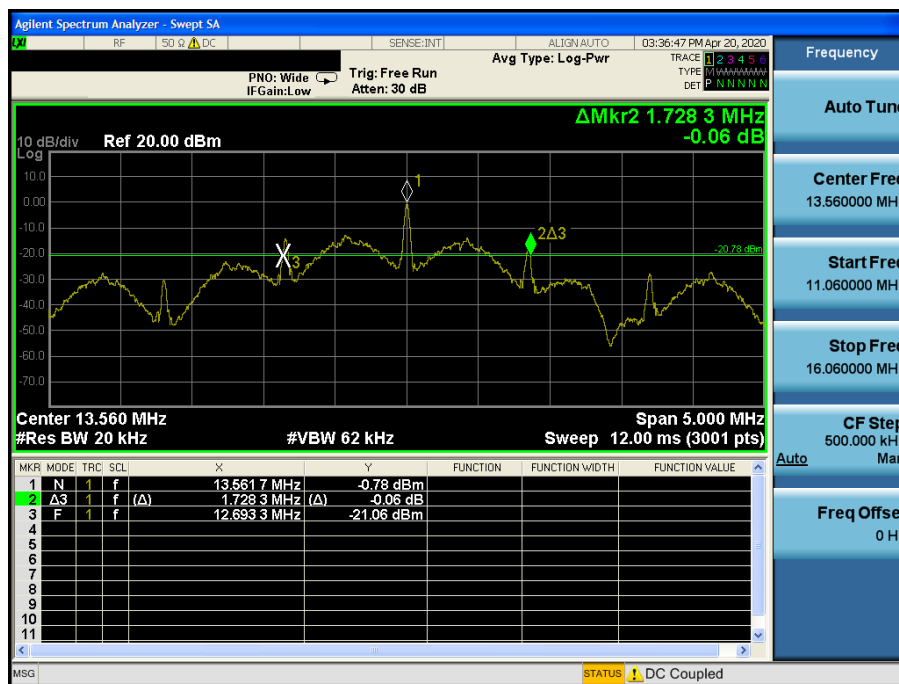 Agilent Spectrum Analyzer - Swept SA
LXI RF 50 Ω DC SENSE:INT ALIGN AUTO 03:36:47 PM Apr 20, 2020
Avg Type: Log-Pwr
TRACE 1 2 3 4 5 6
PNO: Wide Trig: Free Run
TYPE M W W W W W
IFGain:Low Atten: 30 dB
DET P N N N N N
ΔMkr2 1.728 3 MHz
-0.06 dB
10 dB/div Ref 20.00 dBm
Log
10.0
0.00
-10.0
-20.0
-30.0
-40.0
-50.0
-60.0
-70.0
1
2Δ3
3
-20.78 dBm
Center 13.560 MHz Span 5.000 MHz
#Res BW 20 kHz #VBW 62 kHz Sweep 12.00 ms (3001 pts)
MKR MODE TRC SCL X Y FUNCTION FUNCTION WIDTH FUNCTION VALUE
1 N 1 f 13.561 7 MHz -0.78 dBm
2 Δ3 1 f (Δ) 1.728 3 MHz (Δ) -0.06 dB
3 F 1 f 12.693 3 MHz -21.06 dBm
4
5
6
7
8
9
10
11
MSG STATUS ! DC Coupled
Frequency
Auto Tune
Center Freq
13.560000 MH
Start Freq
11.060000 MH
Stop Freq
16.060000 MH
CF Step
500.000 kH
Auto Man
Freq Offse
0 H